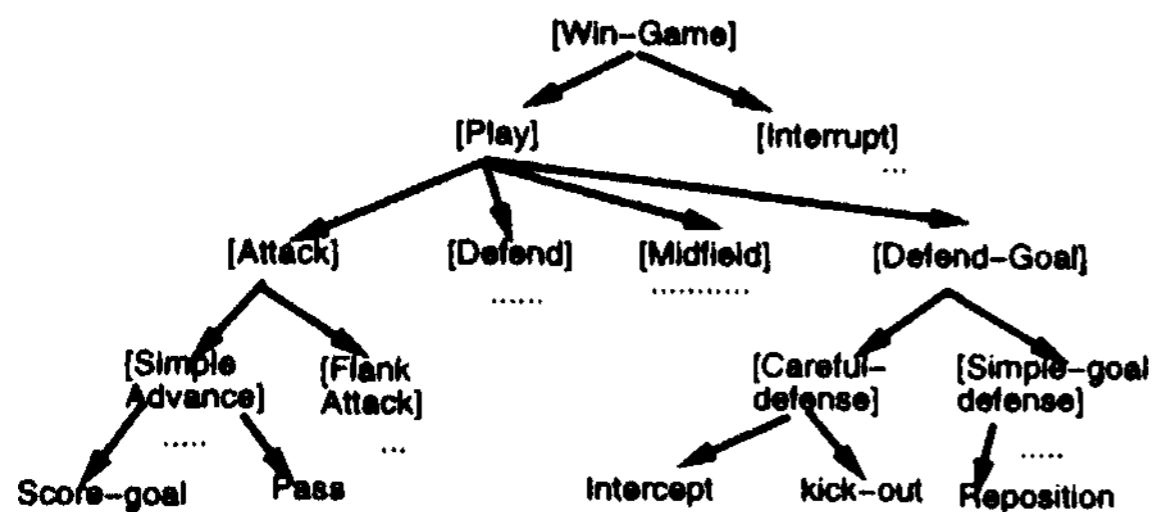 [Win-Game]
[Play] [Interrupt]
...
[Attack] [Defend] [Midfield] [Defend-Goal]
...... ...........
[Simple [Flank [Careful- [Simple-goal
Advance] Attack] defense] defense]
..... ... .....
Score-goal Pass Intercept kick-out Reposition